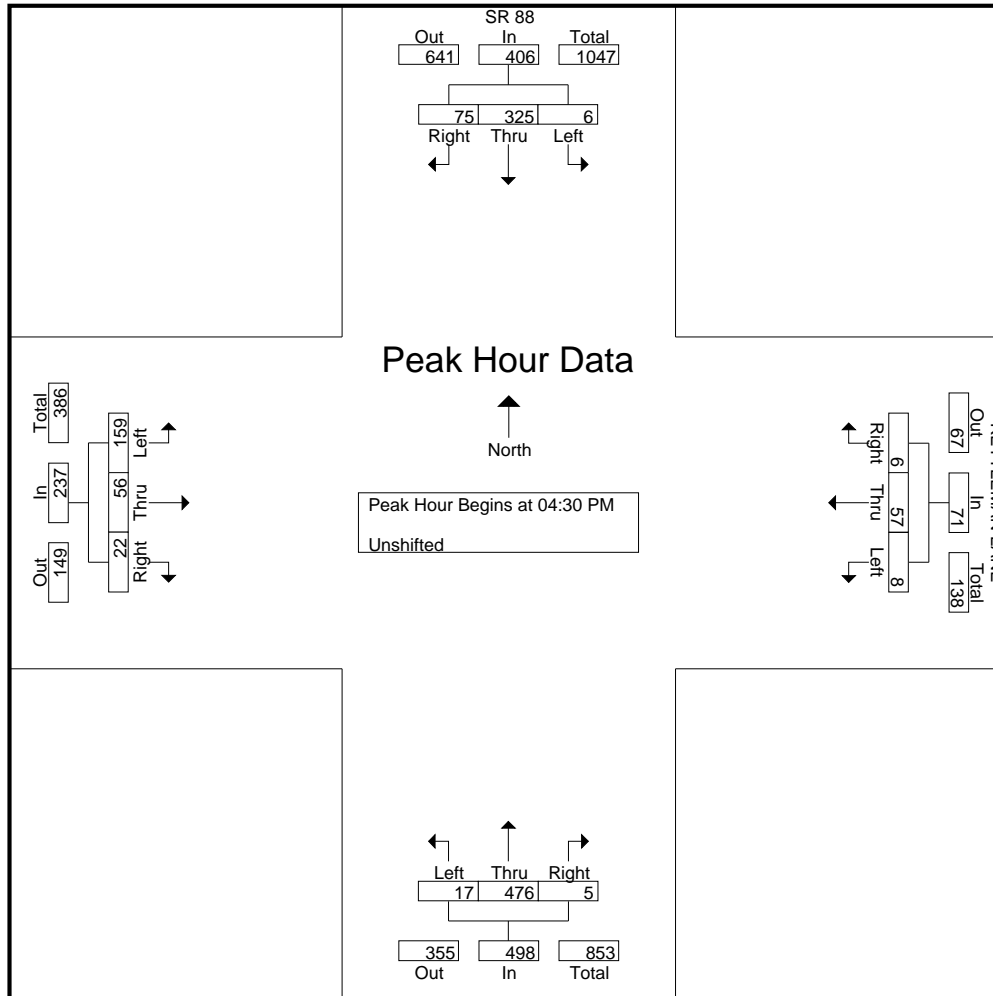 SR 88
Out In Total
641 406 1047
75 325 6
Right Thru Left
Peak Hour Data
North
Peak Hour Begins at 04:30 PM
Unshifted
Total In Out
386 237 149
159 56 22
Left Thru Right
Right Thru Left
6 57 8
Out In Total
67 71 138
Left Thru Right
17 476 5
355 498 853
Out In Total